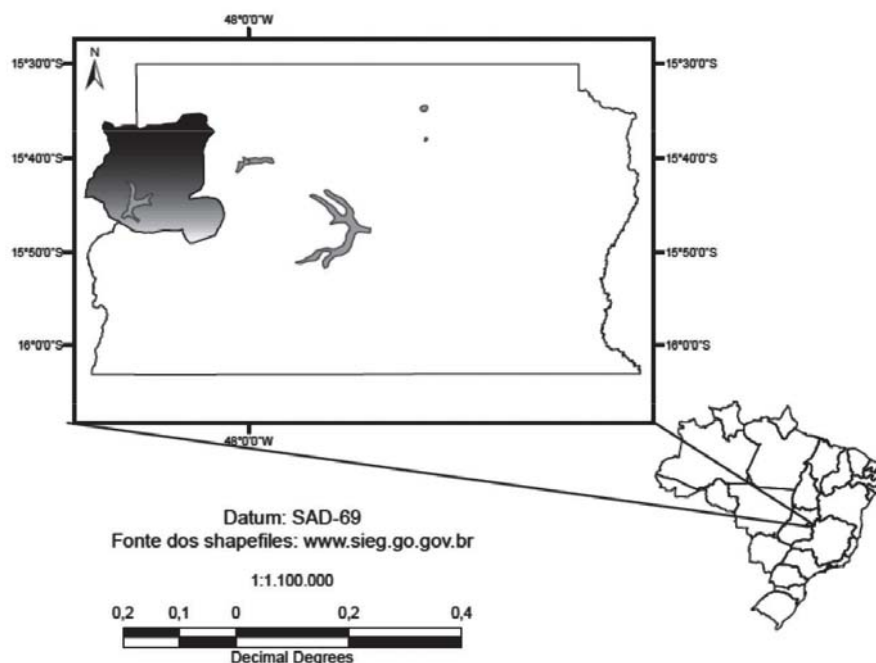 48°0'0"W
15°30'0"S
N
15°30'0"S
15°40'0"S
15°40'0"S
15°50'0"S
15°50'0"S
16°0'0"S
16°0'0"S
48°0'0"W
Datum: SAD-69
Fonte dos shapefiles: www.sieg.go.gov.br
1:1.100.000
0,2 0,1 0 0,2 0,4
Decimal Degrees